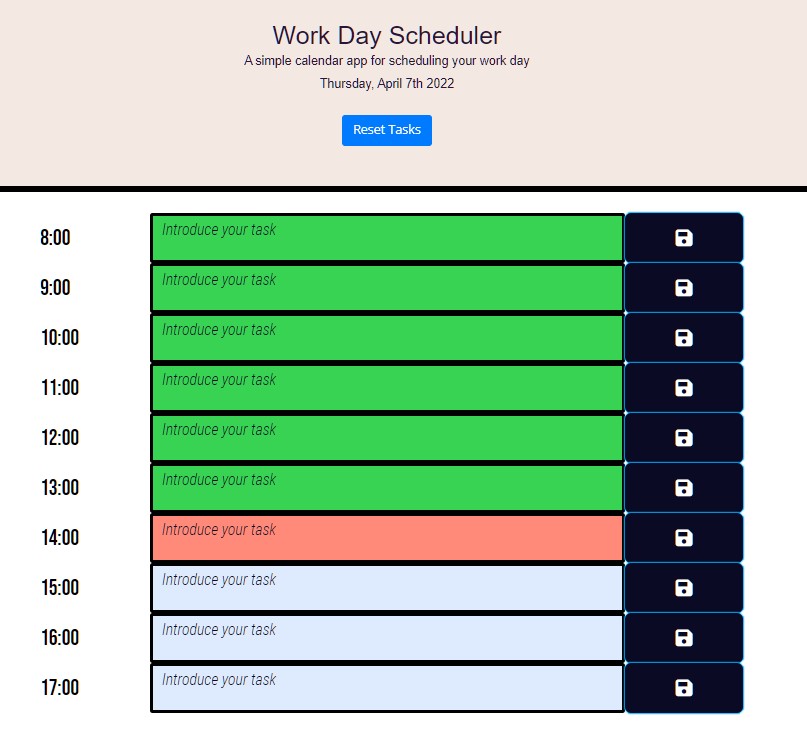 Work Day Scheduler
A simple calendar app for scheduling your work day
Thursday, April 7th 2022
Reset Tasks
8:00 Introduce your task
9:00 Introduce your task
10:00 Introduce your task
11:00 Introduce your task
12:00 Introduce your task
13:00 Introduce your task
14:00 Introduce your task
15:00 Introduce your task
16:00 Introduce your task
17:00 Introduce your task